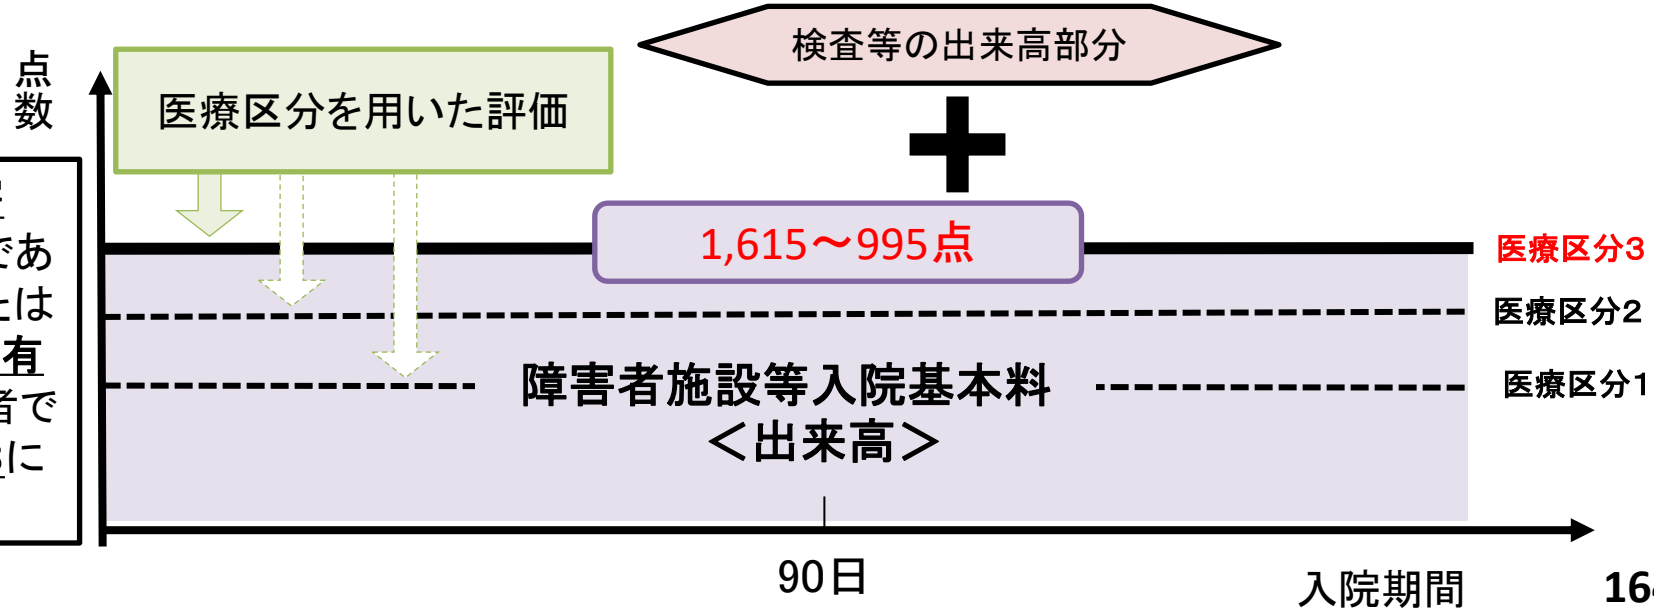 検査等の出来高部分
点数
医療区分を用いた評価
であ
たは
有
者で
に
1,615～995点
医療区分3
医療区分2
医療区分1
障害者施設等入院基本料
＜出来高＞
90日
入院期間